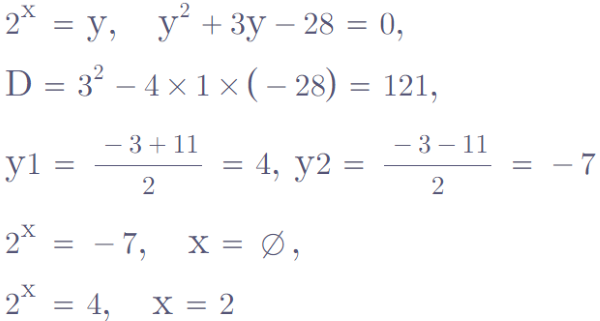 2^x = y, y^2 + 3y − 28 = 0,
D = 3^2 − 4 × 1 × ( − 28) = 121,
y1 = (−3 + 11)/2 = 4, y2 = (−3 − 11)/2 = − 7
2^x = − 7, x = ∅,
2^x = 4, x = 2